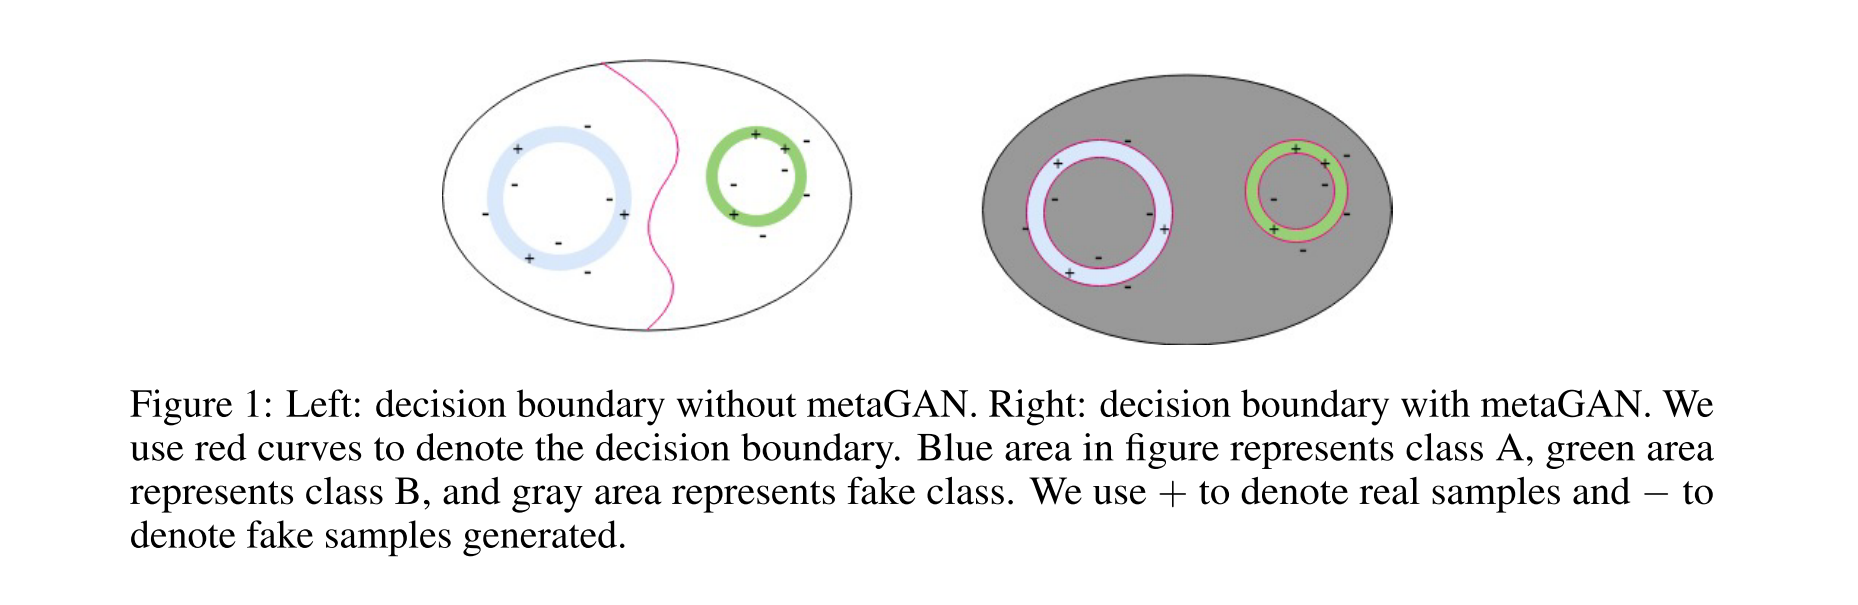 Figure 1: Left: decision boundary without metaGAN. Right: decision boundary with metaGAN. We
use red curves to denote the decision boundary. Blue area in figure represents class A, green area
represents class B, and gray area represents fake class. We use + to denote real samples and − to
denote fake samples generated.